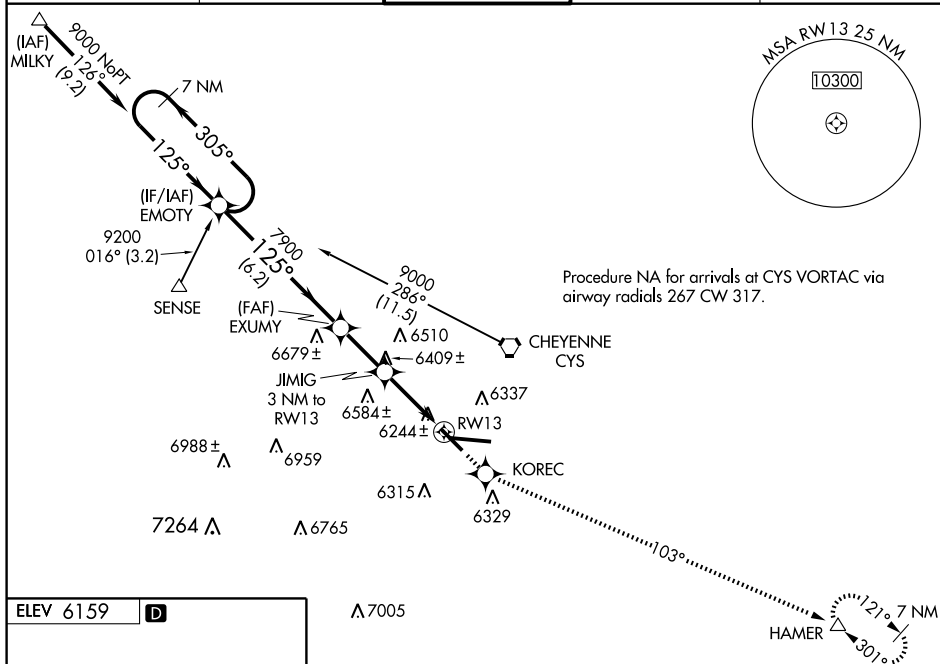 (IAF)
MILKY
9000 NoPT
126°
(9.2)
7 NM
305°
125°
(IF/IAF)
EMOTY
9200
016° (3.2)
SENSE
7900
125°
(6.2)
9000
286°
(11.5)
MSA RW13 25 NM
10300
Procedure NA for arrivals at CYS VORTAC via
airway radials 267 CW 317.
(FAF)
EXUMY
6679±
6510
6409±
CHEYENNE
CYS
JIMIG
3 NM to
RW13
6584±
6337
6244±
RW13
6988±
6959
KOREC
6315
6329
7264
6765
103°
ELEV 6159
D
7005
HAMER
121°
7 NM
301°